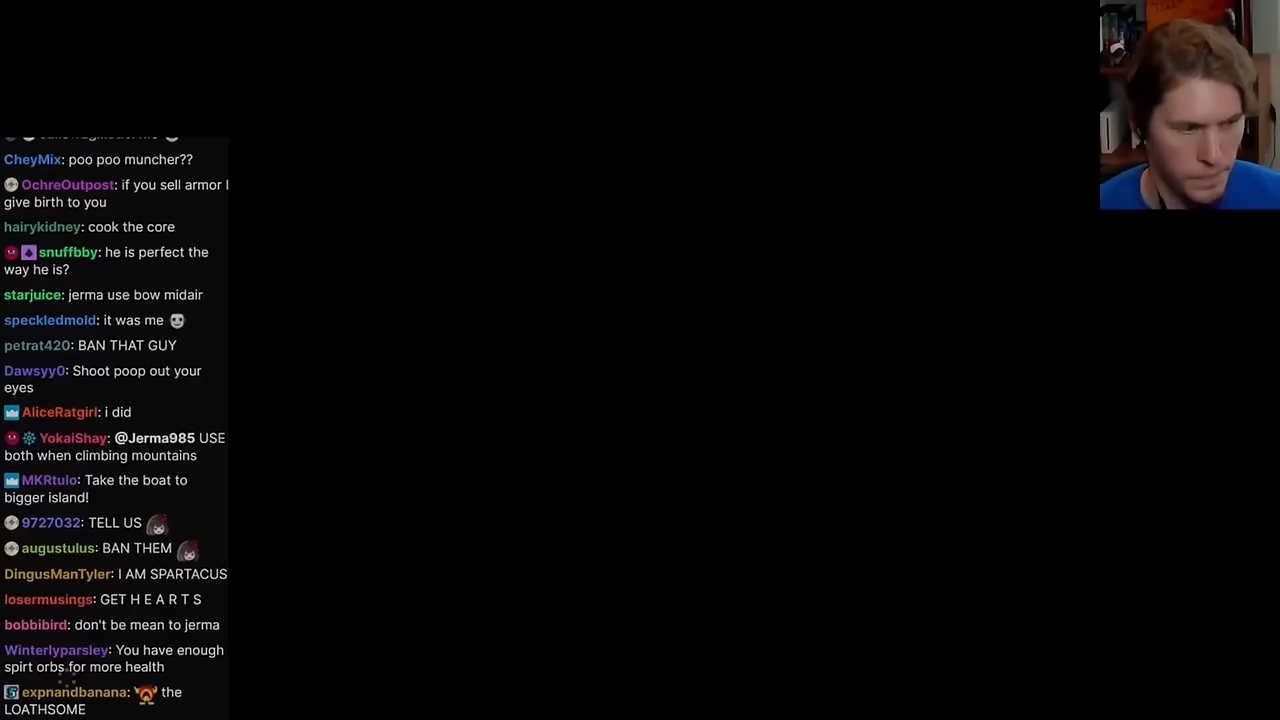 CheyMix: poo poo muncher??
OchreOutpost: if you sell armor I
give birth to you
hairykidney: cook the core
snuffbby: he is perfect the
way he is?
starjuice: jerma use bow midair
speckledmold: it was me
petrat420: BAN THAT GUY
Dawsyy0: Shoot poop out your
eyes
AliceRatgirl: i did
YokaiShay: @Jerma985 USE
both when climbing mountains
MKRtulo: Take the boat to
bigger island!
9727032: TELL US
augustulus: BAN THEM
DingusManTyler: I AM SPARTACUS
losermusings: GET H E A R T S
bobbibird: don't be mean to jerma
Winterlyparsley: You have enough
spirt orbs for more health
expnandbanana: the
LOATHSOME